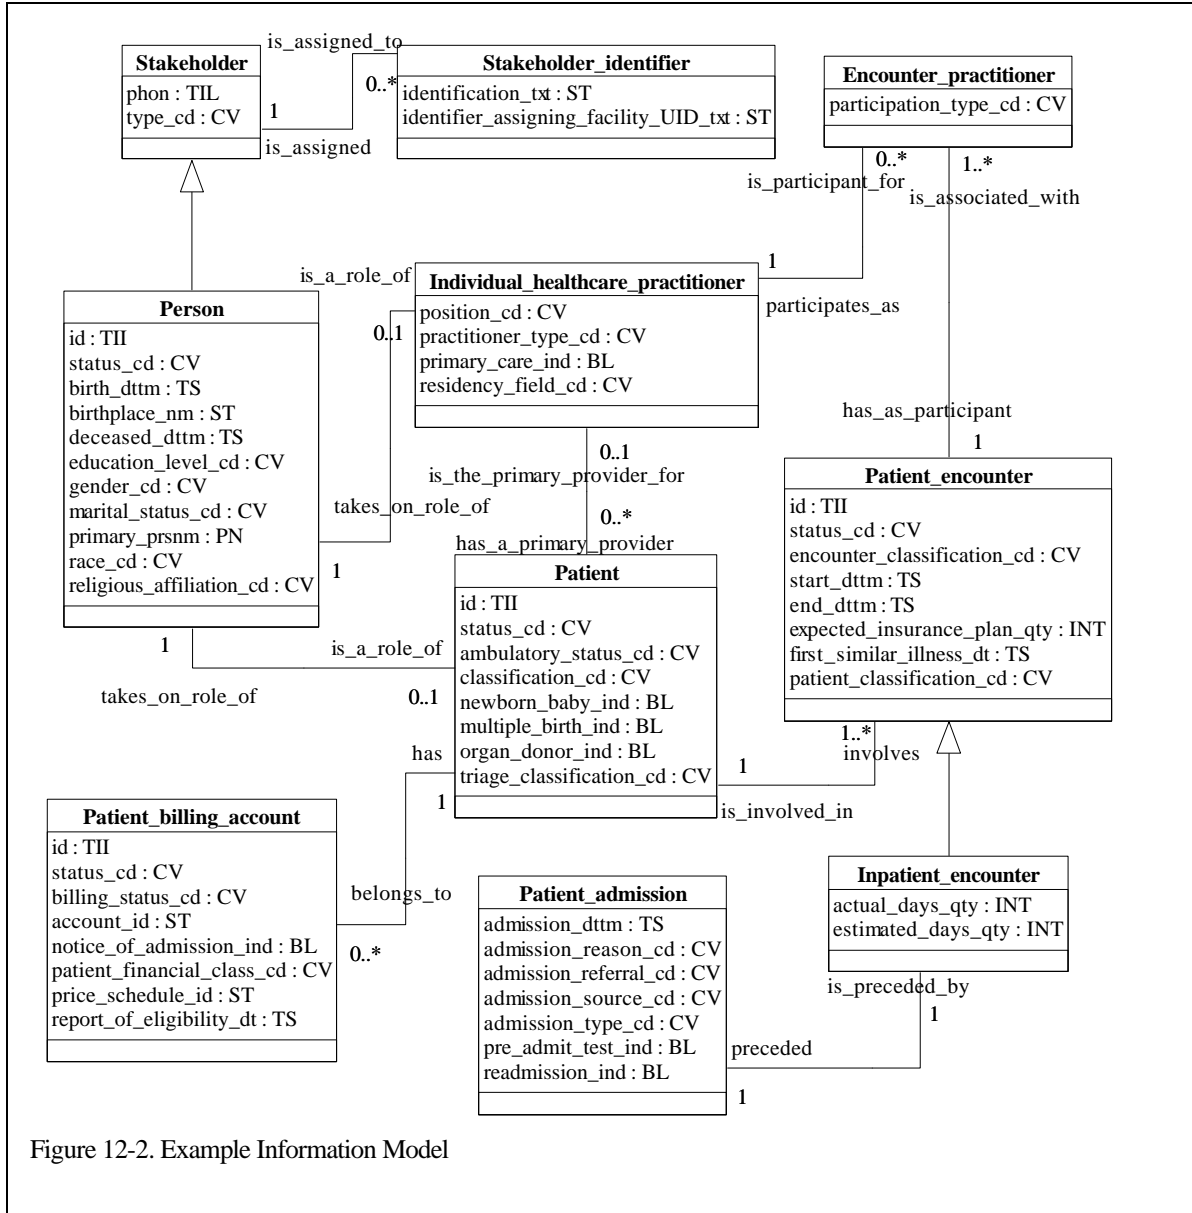 is_assigned_to
Stakeholder
phon : TIL
type_cd : CV
1
0..*
is_assigned
Stakeholder_identifier
identification_txt : ST
identifier_assigning_facility_UID_txt : ST
Encounter_practitioner
participation_type_cd : CV
0..*
1..*
is_participant_for
is_associated_with
is_a_role_of
0..1
Individual_healthcare_practitioner
position_cd : CV
practitioner_type_cd : CV
primary_care_ind : BL
residency_field_cd : CV
1
participates_as
Person
id : TII
status_cd : CV
birth_dttm : TS
birthplace_nm : ST
deceased_dttm : TS
education_level_cd : CV
gender_cd : CV
marital_status_cd : CV
primary_prsnm : PN
race_cd : CV
religious_affiliation_cd : CV
takes_on_role_of
1
0..1
is_the_primary_provider_for
0..*
has_a_primary_provider
has_as_participant
1
Patient_encounter
id : TII
status_cd : CV
encounter_classification_cd : CV
start_dttm : TS
end_dttm : TS
expected_insurance_plan_qty : INT
first_similar_illness_dt : TS
patient_classification_cd : CV
1
is_a_role_of
takes_on_role_of
0..1
Patient
id : TII
status_cd : CV
ambulatory_status_cd : CV
classification_cd : CV
newborn_baby_ind : BL
multiple_birth_ind : BL
organ_donor_ind : BL
triage_classification_cd : CV
1..*
involves
1
is_involved_in
has
1
Patient_billing_account
id : TII
status_cd : CV
billing_status_cd : CV
account_id : ST
notice_of_admission_ind : BL
patient_financial_class_cd : CV
price_schedule_id : ST
report_of_eligibility_dt : TS
belongs_to
0..*
Patient_admission
admission_dttm : TS
admission_reason_cd : CV
admission_referral_cd : CV
admission_source_cd : CV
admission_type_cd : CV
pre_admit_test_ind : BL
readmission_ind : BL
Inpatient_encounter
actual_days_qty : INT
estimated_days_qty : INT
is_preceded_by
1
preceded
1
Figure 12-2. Example Information Model